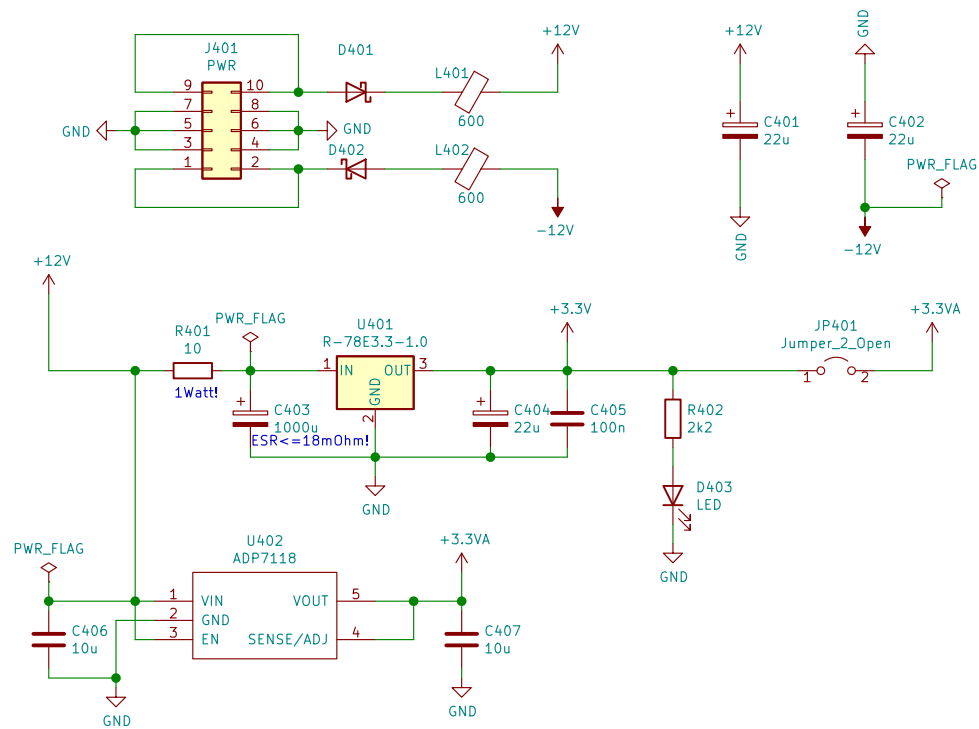 J401
PWR
9
10
7
8
5
6
3
4
1
2
GND
GND
D401
D402
L401
600
L402
600
+12V
-12V
+12V
C401
22u
GND
GND
C402
22u
PWR_FLAG
-12V
+12V
R401
10
1Watt!
PWR_FLAG
C403
1000u
ESR<=18mOhm!
U401
R-78E3.3-1.0
1
IN
OUT
3
GND
2
GND
C404
22u
+3.3V
C405
100n
R402
2k2
D403
LED
GND
JP401
Jumper_2_Open
1
2
+3.3VA
PWR_FLAG
C406
10u
GND
U402
ADP7118
1
VIN
VOUT
5
2
GND
3
EN
SENSE/ADJ
4
+3.3VA
C407
10u
GND